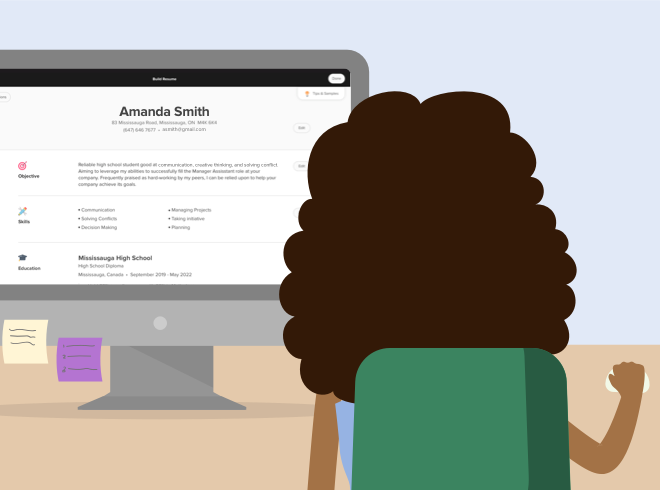 Build Resume
Tips & Samples
Amanda Smith
93 Mississauga Road, Mississauga, ON M4N 6K4
(647) 646 7677 • asmith@gmail.com
Edit
Objective
Edit
Reliable high school student good at communication, creative thinking, and solving conflict.
Aiming to leverage my abilities to successfully fill the Manager Assistant role at your
company. Frequently praised as hard-working by my peers, I can be relied upon to help your
company achieve its goals.
Skills
• Communication
• Solving Conflicts
• Decision Making
• Managing Projects
• Taking initiative
• Planning
Education
Mississauga High School
High School Diploma
Mississauga, Canada • September 2018 - May 2022